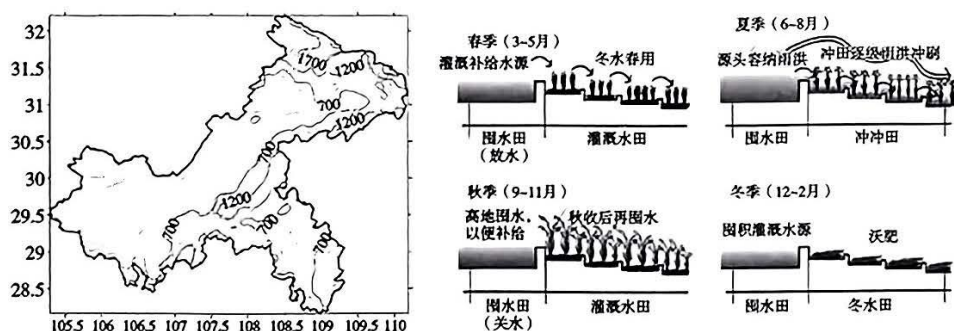 32
31.5
31
30.5
30
29.5
29
28.5
105.5 106 106.5 107 107.5 108 108.5 109 109.5 110
1700
1200
700
1200
700
1200
700
700
700
春季(3~5月)
灌溉补给水源
冬水春用
囤水田
(放水)
灌溉水田
夏季(6~8月)
源头容纳雨洪
冲田逐级雨洪冲刷
囤水田
冲冲田
秋季(9~11月)
高地囤水,
以便补给
秋收后再囤水
囤水田
(关水)
灌溉水田
冬季(12~2月)
囤积灌溉水源
沃肥
囤水田
冬水田